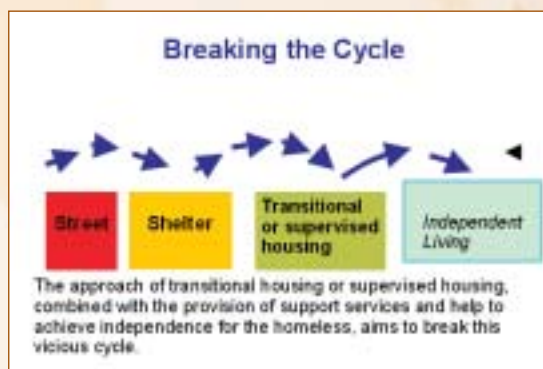 Breaking the Cycle
Street
Shelter
Transitional
or supervised
housing
Independent
Living
The approach of transitional housing or supervised housing,
combined with the provision of support services and help to
achieve independence for the homeless, aims to break this
vicious cycle.